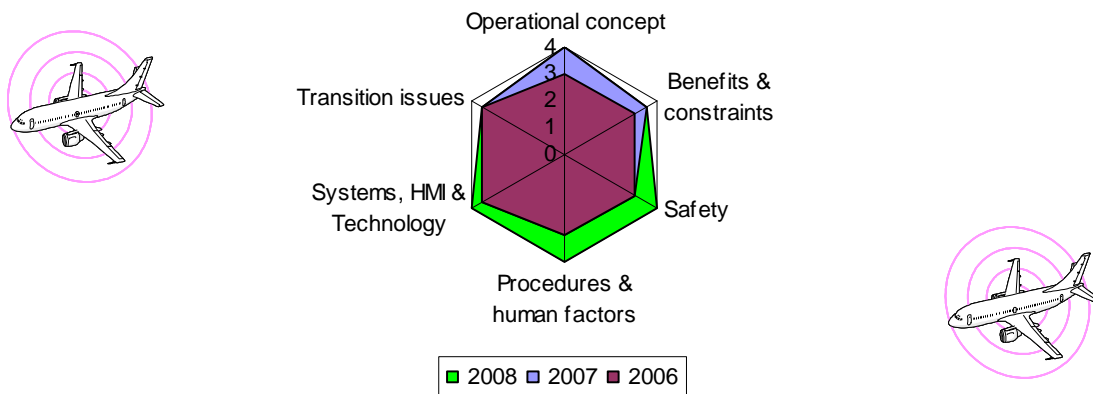 Operational concept
4
3
2
1
0
Benefits &
constraints
Safety
Procedures &
human factors
Systems, HMI &
Technology
Transition issues
2008 2007 2006